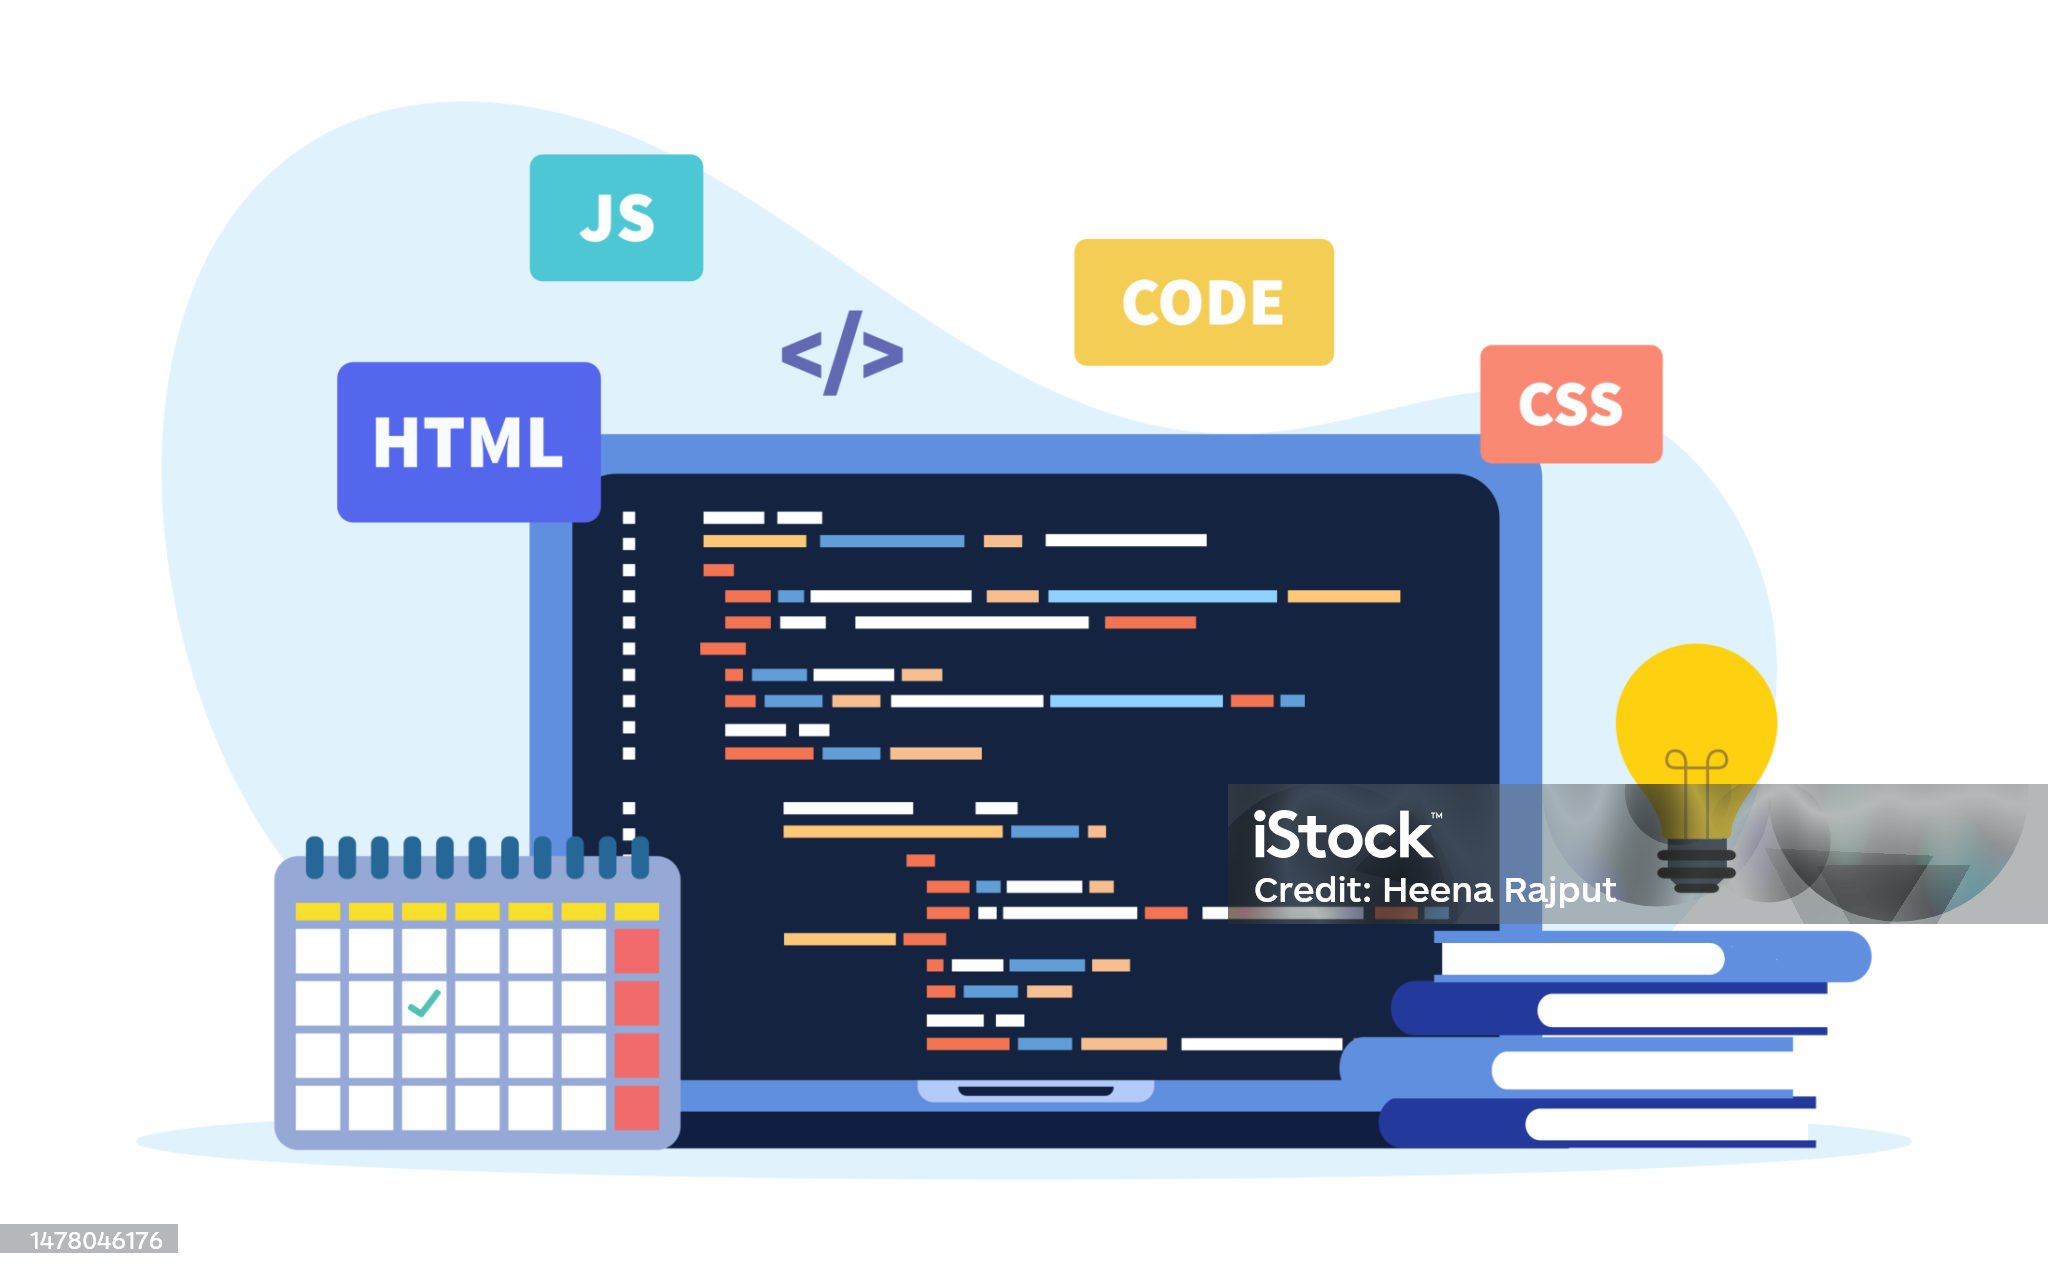 JS
CODE
</>
CSS
HTML
iStock™
Credit: Heena Rajput
1478046176